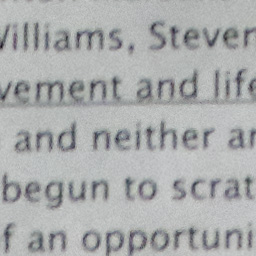 Williams, Steven
vement and life
and neither ar
begun to scrat
f an opportuni